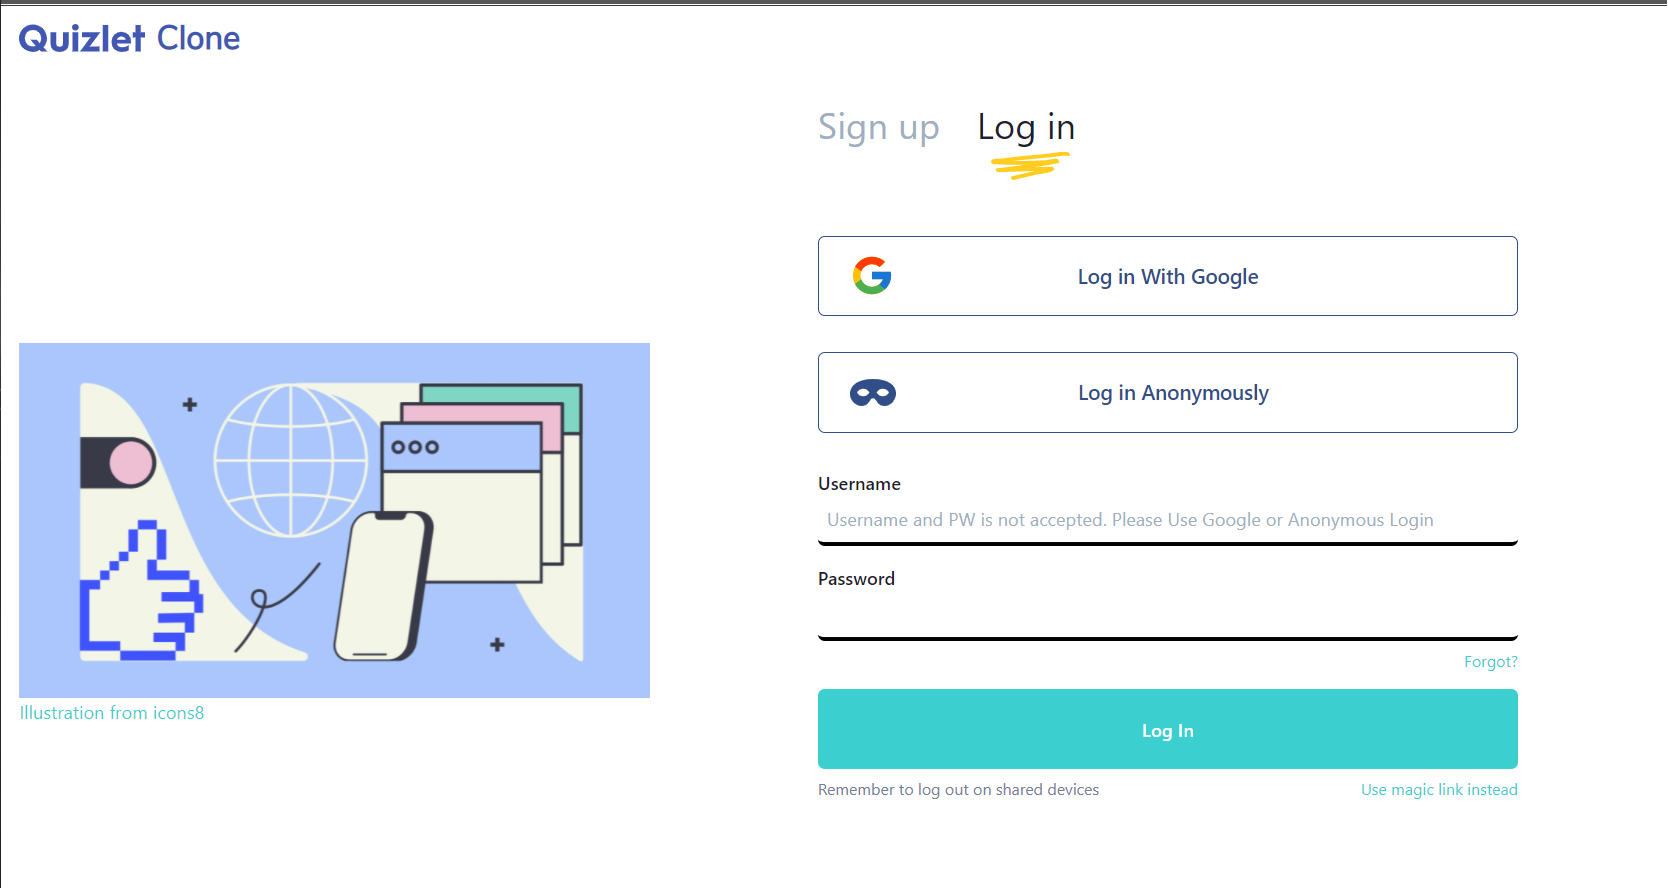 Quizlet Clone
Sign up Log in
Log in With Google
Log in Anonymously
Username
Username and PW is not accepted. Please Use Google or Anonymous Login
Password
Forgot?
Log In
Remember to log out on shared devices Use magic link instead
Illustration from icons8